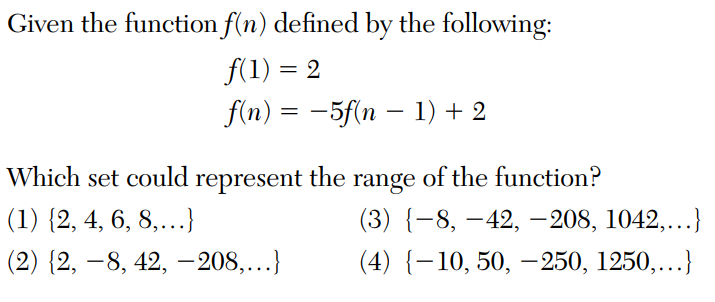 Given the function f(n) defined by the following:
f(1) = 2
f(n) = −5f(n − 1) + 2
Which set could represent the range of the function?
(1) {2, 4, 6, 8,...} (3) {−8, −42, −208, 1042,...}
(2) {2, −8, 42, −208,...} (4) {−10, 50, −250, 1250,...}